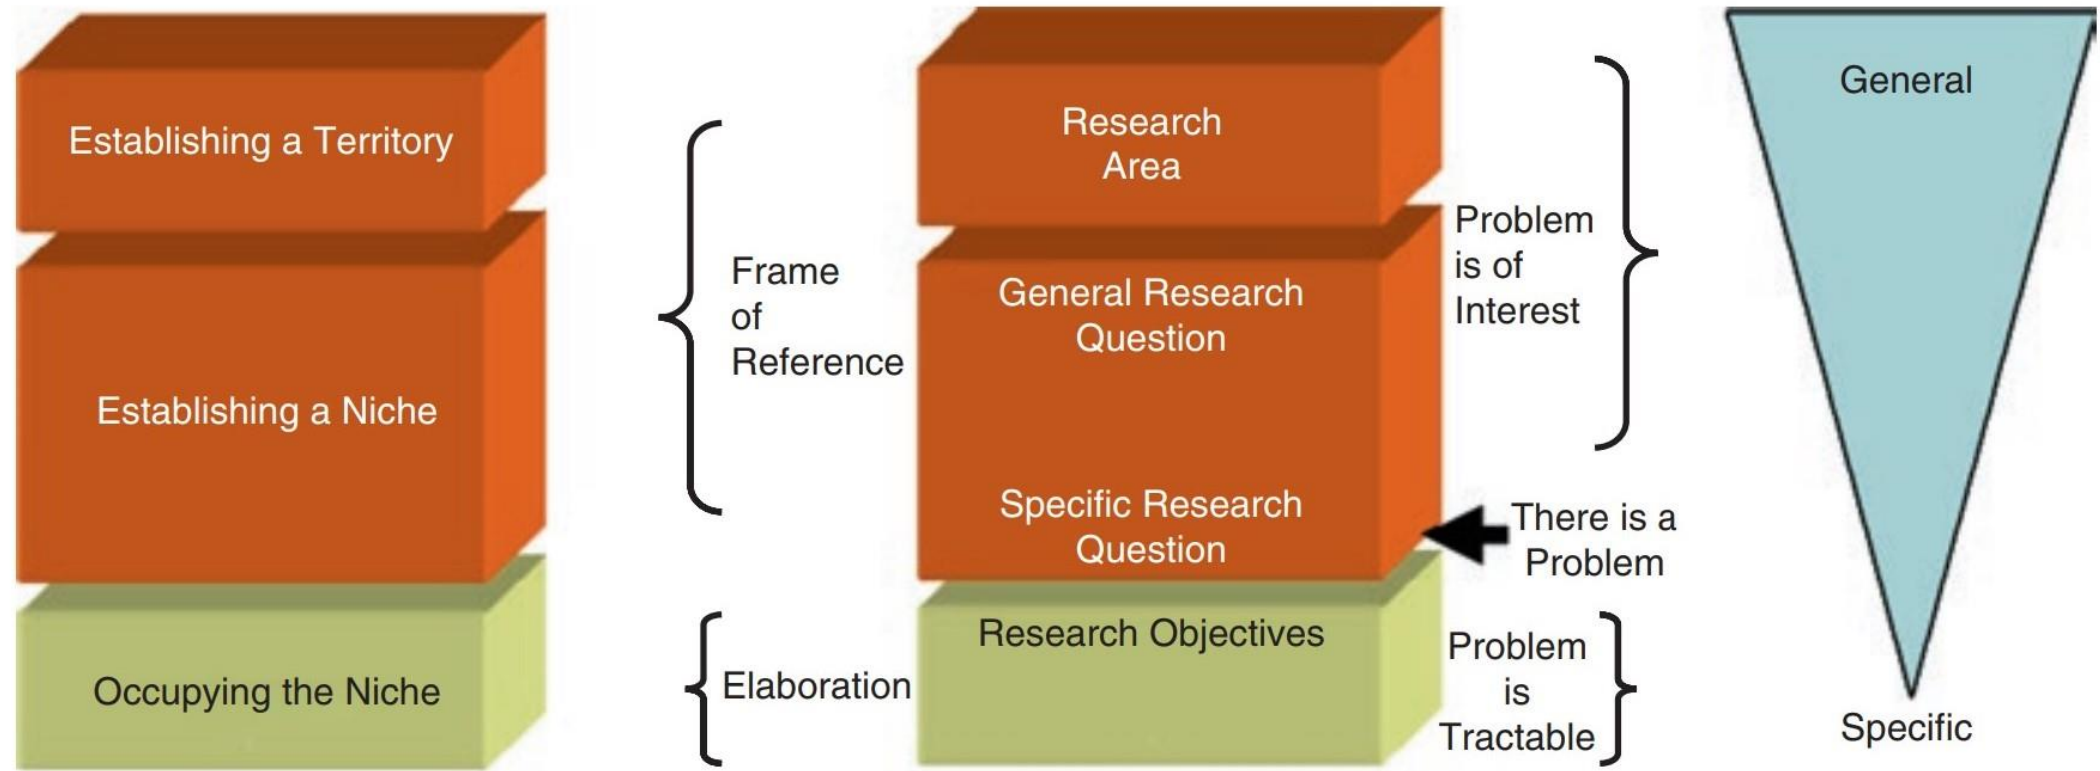 Establishing a Territory
Establishing a Niche
Occupying the Niche
Frame
of
Reference
Elaboration
Research
Area
General Research
Question
Specific Research
Question
Research Objectives
Problem
is of
Interest
There is a
Problem
Problem
is
Tractable
General
Specific